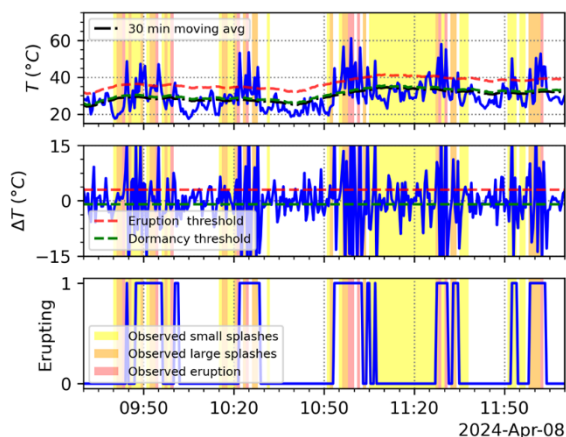 T (°C)
60
40
20
30 min moving avg
ΔT (°C)
15
0
−15
Eruption threshold
Dormancy threshold
Erupting
1
0
Observed small splashes
Observed large splashes
Observed eruption
09:50 10:20 10:50 11:20 11:50
2024-Apr-08